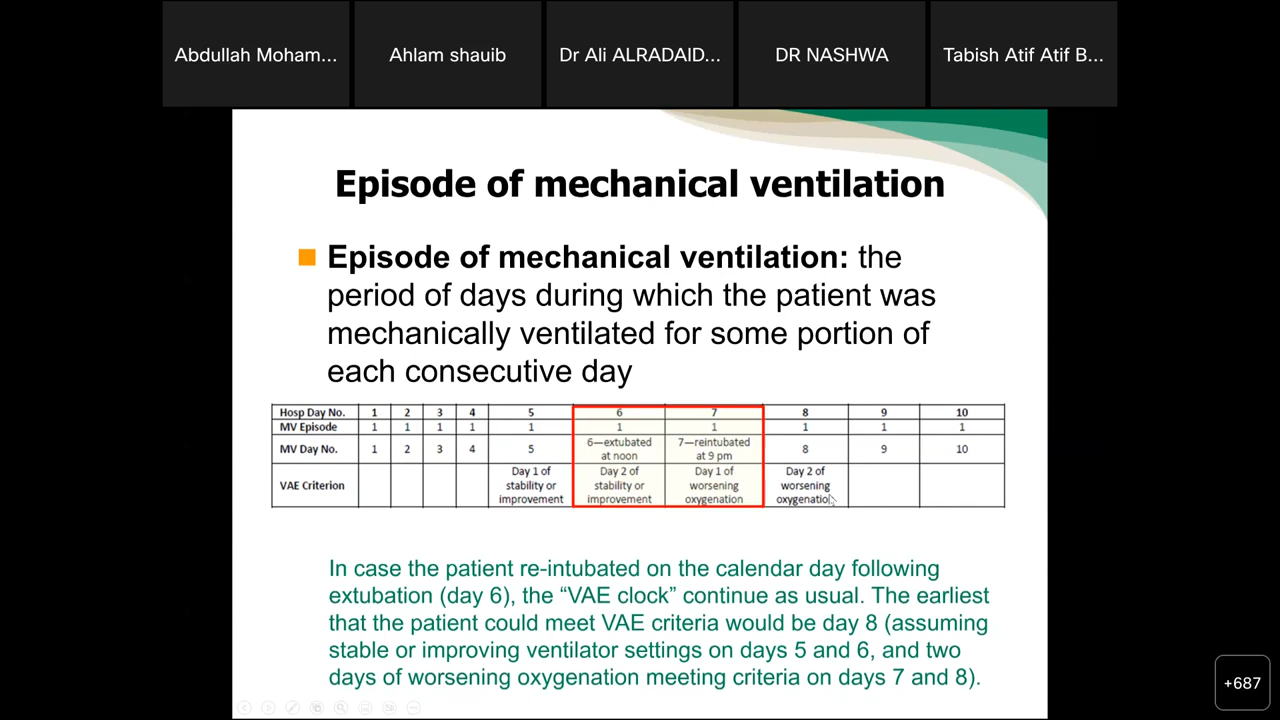 Abdullah Moham...
Ahlam shauib
Dr Ali ALRADAID...
DR NASHWA
Tabish Atif Atif B...
Episode of mechanical ventilation
Episode of mechanical ventilation: the
period of days during which the patient was
mechanically ventilated for some portion of
each consecutive day
Hosp Day No. 1 2 3 4 5 6 7 8 9 10
MV Episode 1 1 1 1 1 1 1 1 1 1
MV Day No. 1 2 3 4 5 6—extubated at noon 7—reintubated at 9 pm 8 9 10
VAE Criterion Day 1 of stability or improvement Day 2 of stability or improvement Day 1 of worsening oxygenation Day 2 of worsening oxygenation
In case the patient re-intubated on the calendar day following
extubation (day 6), the “VAE clock” continue as usual. The earliest
that the patient could meet VAE criteria would be day 8 (assuming
stable or improving ventilator settings on days 5 and 6, and two
days of worsening oxygenation meeting criteria on days 7 and 8).
+687